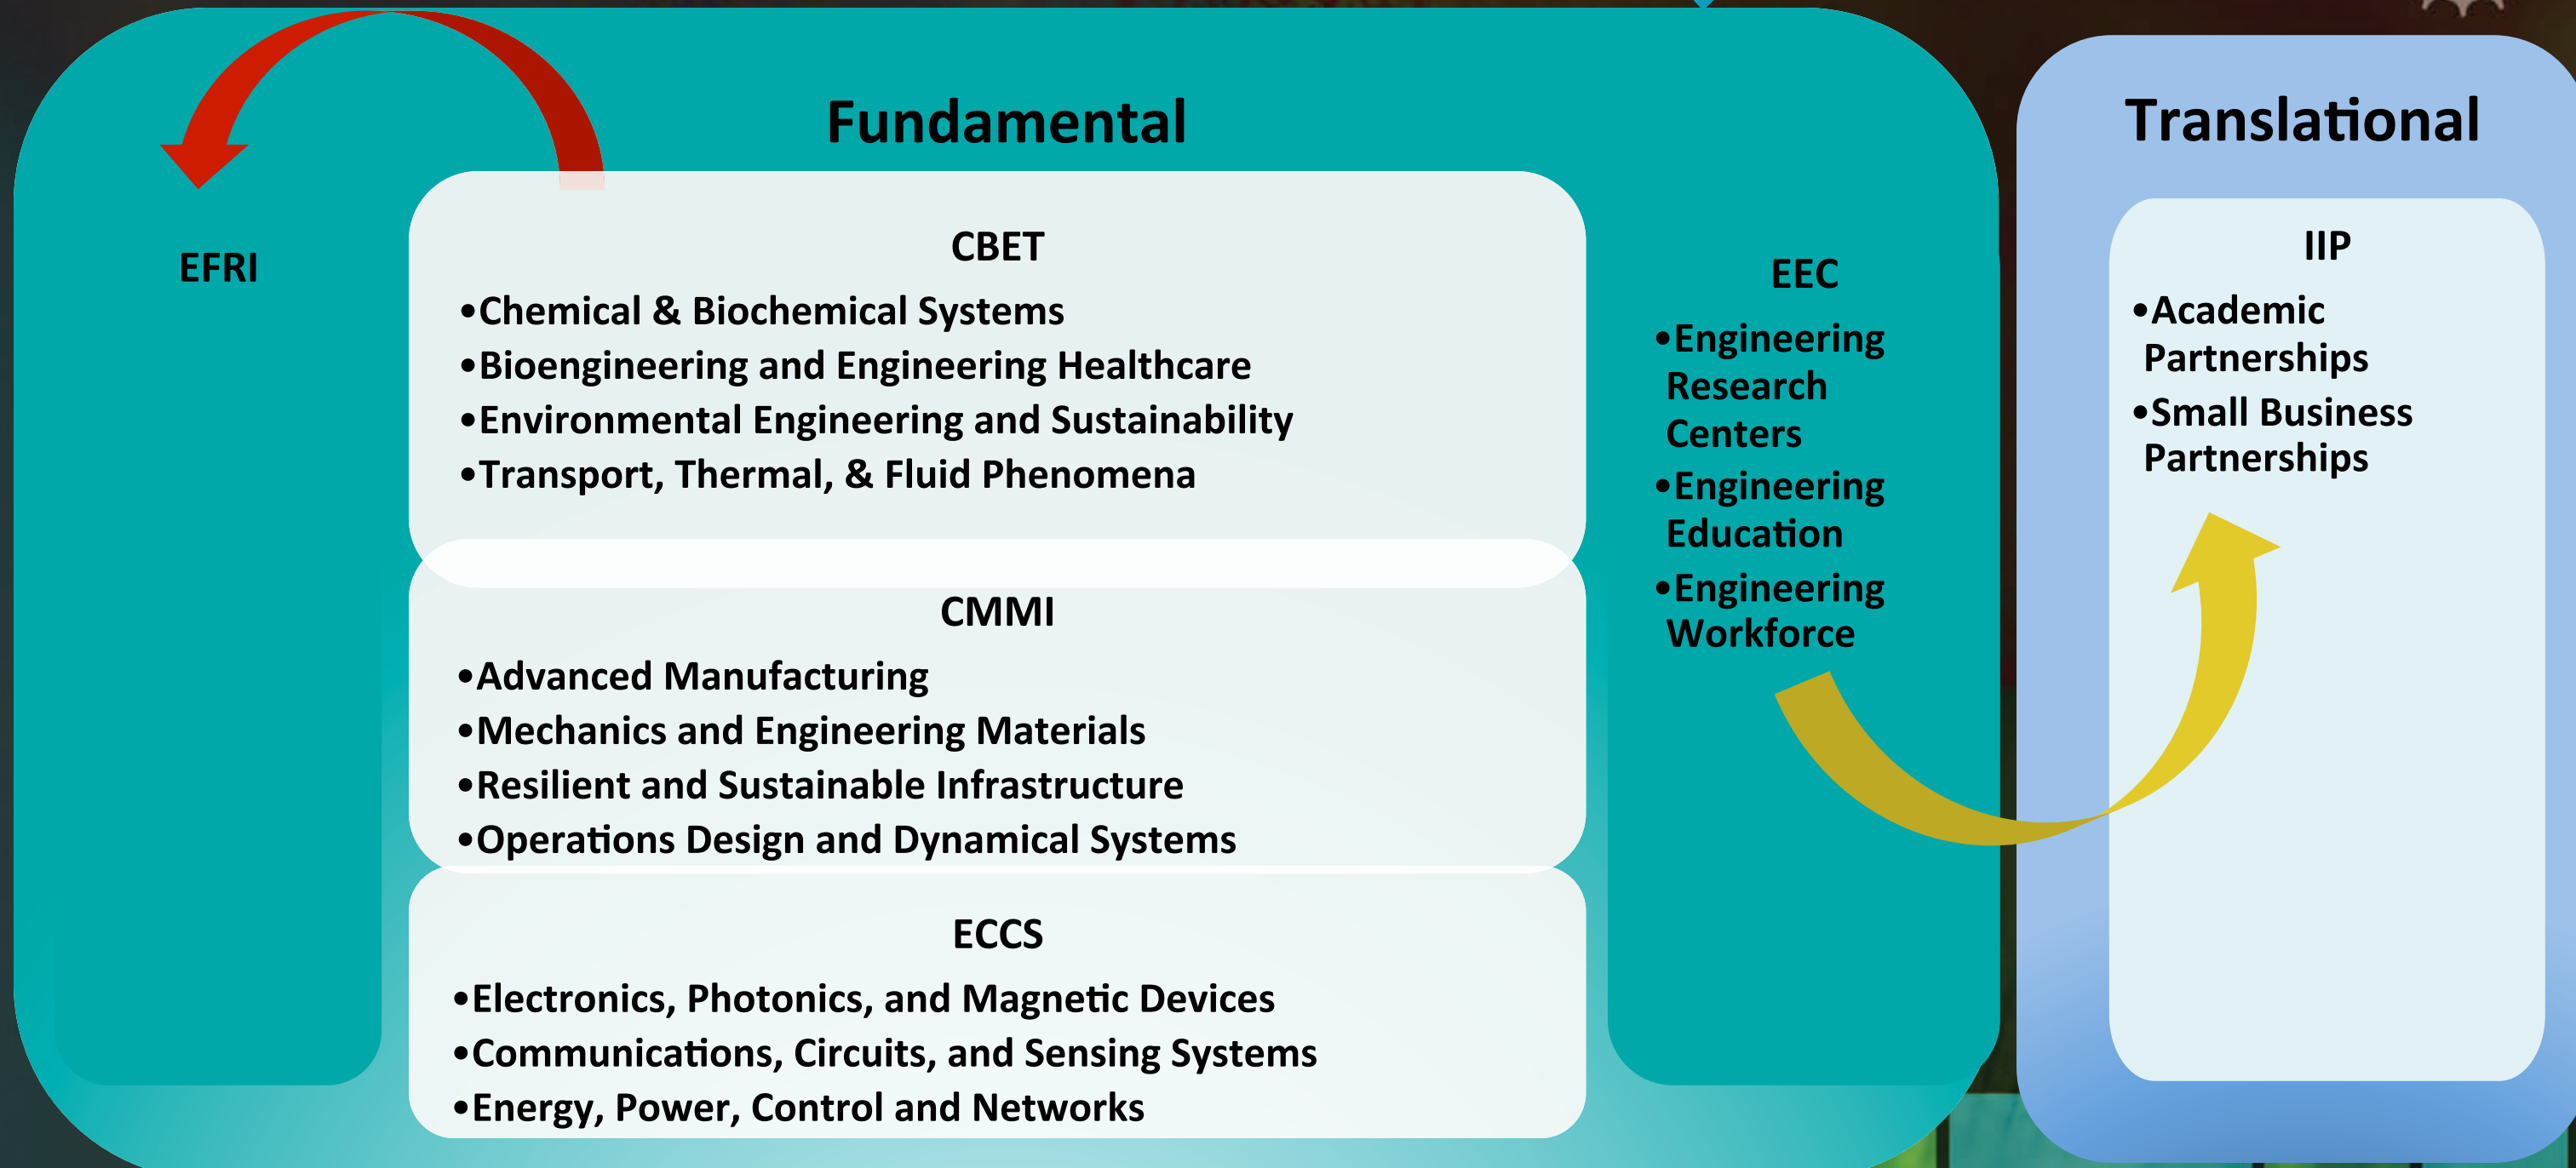 Fundamental
Translational
EFRI
CBET
•Chemical & Biochemical Systems
•Bioengineering and Engineering Healthcare
•Environmental Engineering and Sustainability
•Transport, Thermal, & Fluid Phenomena
CMMI
•Advanced Manufacturing
•Mechanics and Engineering Materials
•Resilient and Sustainable Infrastructure
•Operations Design and Dynamical Systems
ECCS
•Electronics, Photonics, and Magnetic Devices
•Communications, Circuits, and Sensing Systems
•Energy, Power, Control and Networks
EEC
•Engineering
Research
Centers
•Engineering
Education
•Engineering
Workforce
IIP
•Academic
Partnerships
•Small Business
Partnerships